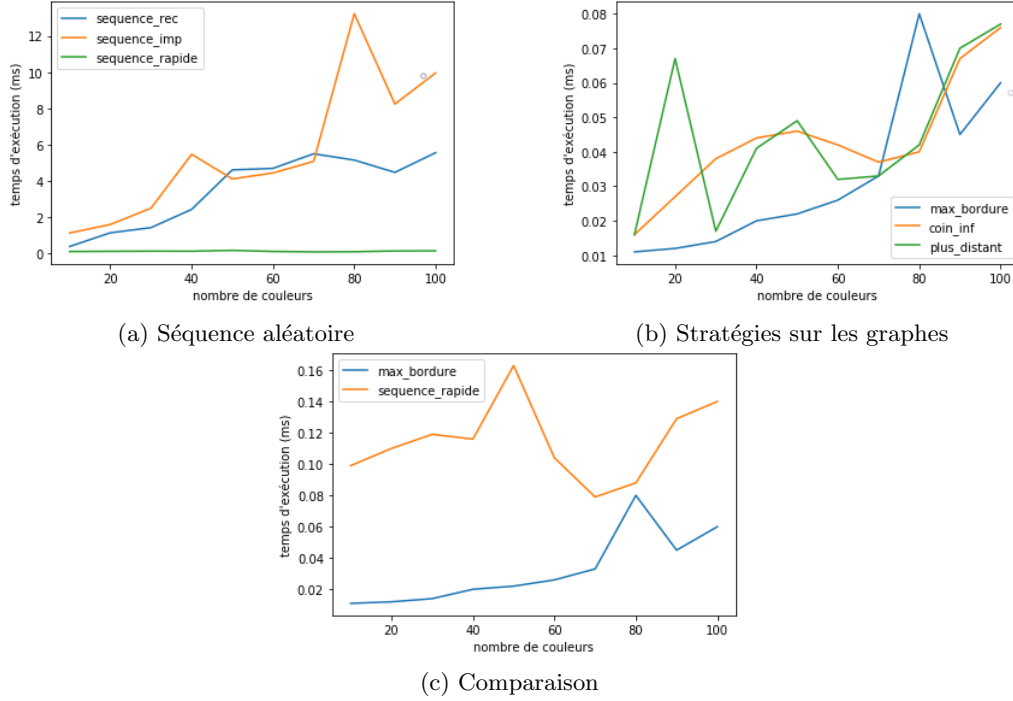 sequence_rec
sequence_imp
sequence_rapide
temps d'exécution (ms)
12
10
8
6
4
2
0
20
40
60
80
100
nombre de couleurs
(a) Séquence aléatoire
temps d'exécution (ms)
0.08
0.07
0.06
0.05
0.04
0.03
0.02
0.01
max_bordure
coin_inf
plus_distant
20
40
60
80
100
nombre de couleurs
(b) Stratégies sur les graphes
max_bordure
sequence_rapide
temps d'exécution (ms)
0.16
0.14
0.12
0.10
0.08
0.06
0.04
0.02
20
40
60
80
100
nombre de couleurs
(c) Comparaison